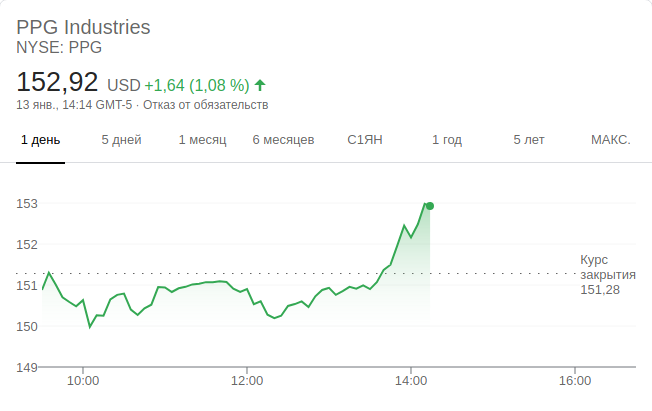 PPG Industries
NYSE: PPG
152,92 USD +1,64 (1,08 %)
13 янв., 14:14 GMT-5 · Отказ от обязательств
1 день 5 дней 1 месяц 6 месяцев С1ЯН 1 год 5 лет МАКС.
153
152
Курс
закрытия
151
151,28
150
149
10:00 12:00 14:00 16:00